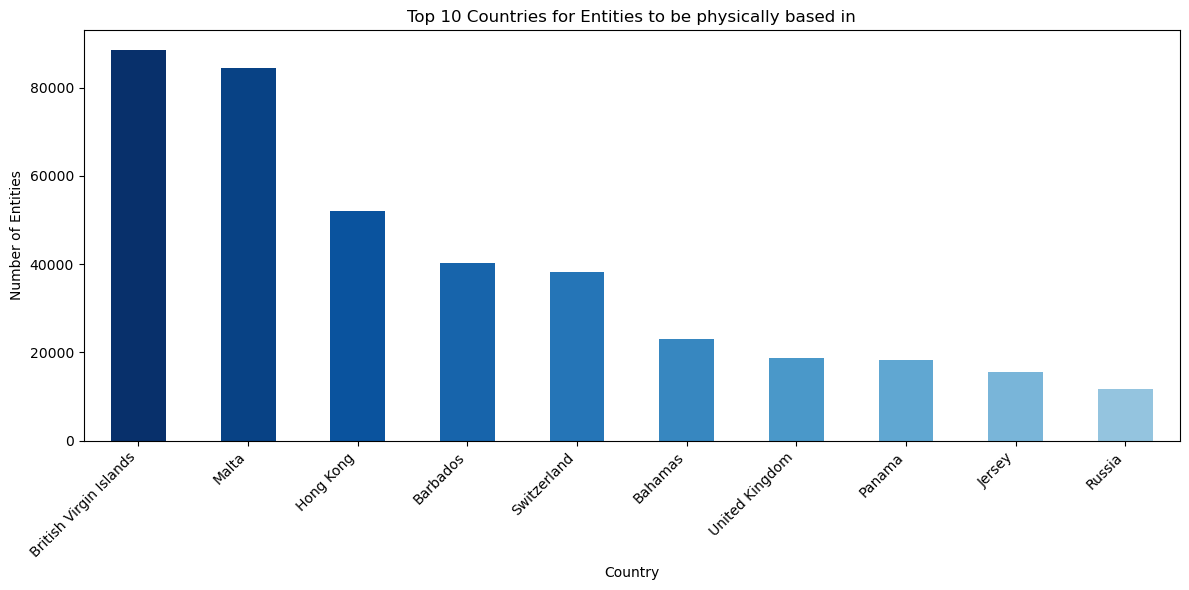 Top 10 Countries for Entities to be physically based in
Number of Entities
80000
60000
40000
20000
0
British Virgin Islands
Malta
Hong Kong
Barbados
Switzerland
Bahamas
United Kingdom
Panama
Jersey
Russia
Country